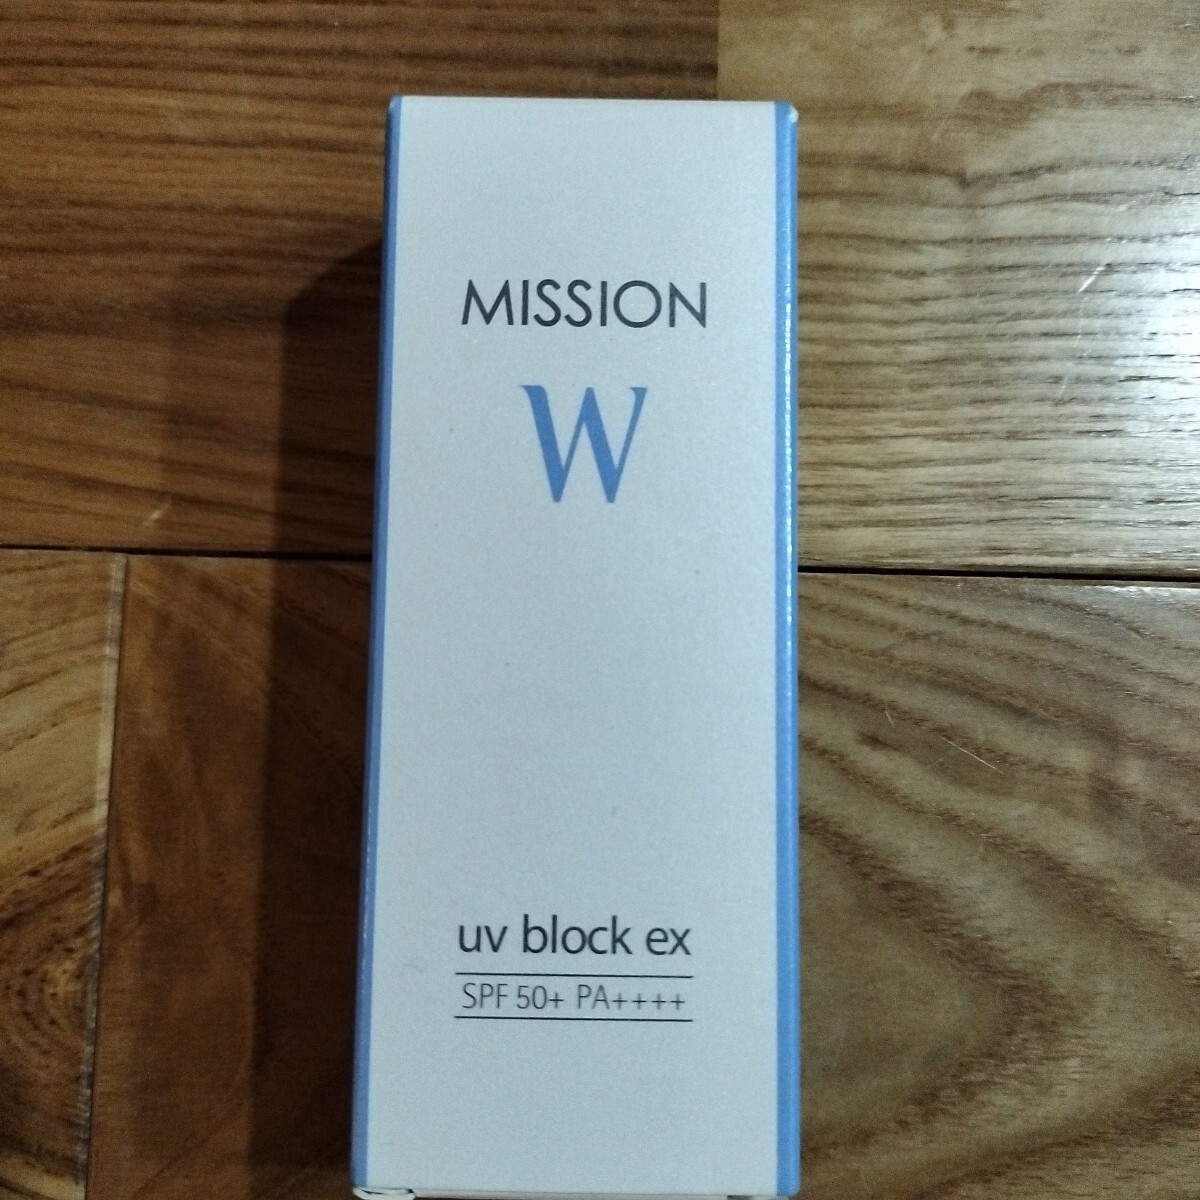 MISSION
W
uv block ex
SPF 50+ PA++++